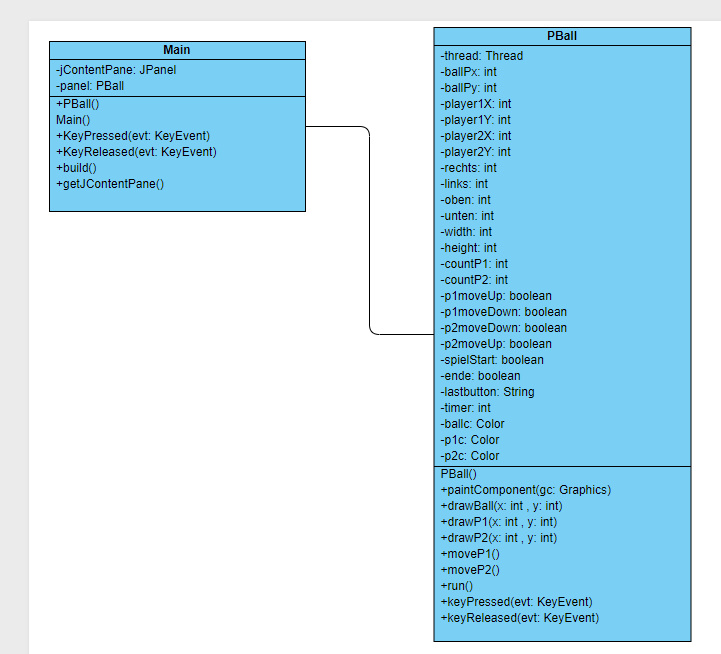 Main
-jContentPane: JPanel
-panel: PBall
+PBall()
Main()
+KeyPressed(evt: KeyEvent)
+KeyReleased(evt: KeyEvent)
+build()
+getJContentPane()
PBall
-thread: Thread
-ballPx: int
-ballPy: int
-player1X: int
-player1Y: int
-player2X: int
-player2Y: int
-rechts: int
-links: int
-oben: int
-unten: int
-width: int
-height: int
-countP1: int
-countP2: int
-p1moveUp: boolean
-p1moveDown: boolean
-p2moveDown: boolean
-p2moveUp: boolean
-spielStart: boolean
-ende: boolean
-lastbutton: String
-timer: int
-ballc: Color
-p1c: Color
-p2c: Color
PBall()
+paintComponent(gc: Graphics)
+drawBall(x: int , y: int)
+drawP1(x: int , y: int)
+drawP2(x: int , y: int)
+moveP1()
+moveP2()
+run()
+keyPressed(evt: KeyEvent)
+keyReleased(evt: KeyEvent)